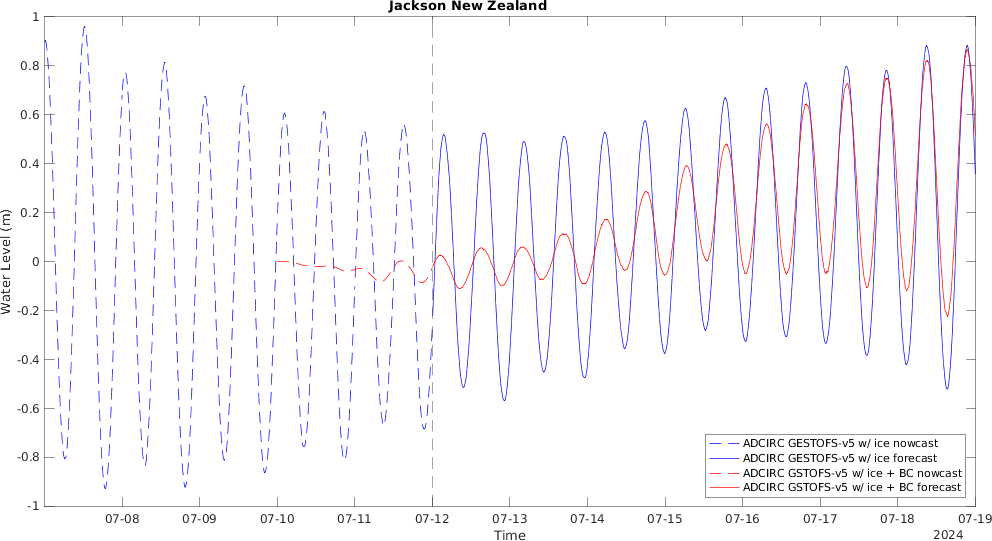 Jackson New Zealand
Water Level (m)
1
0.8
0.6
0.4
0.2
0
-0.2
-0.4
-0.6
-0.8
-1
07-08 07-09 07-10 07-11 07-12 07-13 07-14 07-15 07-16 07-17 07-18 07-19
Time
2024
ADCIRC GESTOFS-v5 w/ ice nowcast
ADCIRC GESTOFS-v5 w/ ice forecast
ADCIRC GSTOFS-v5 w/ ice + BC nowcast
ADCIRC GSTOFS-v5 w/ ice + BC forecast